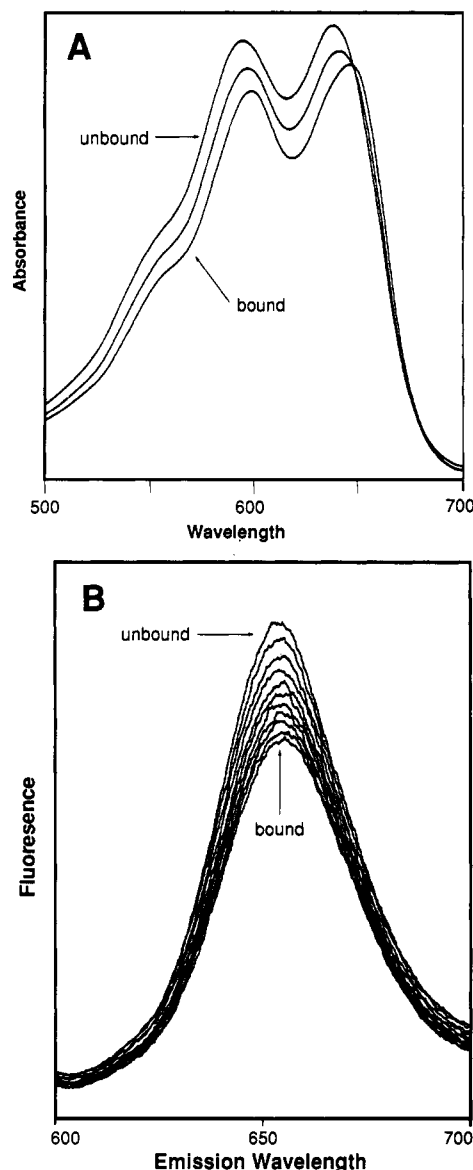 A
unbound
bound
Absorbance
500
600
700
Wavelength
B
unbound
bound
Fluoresence
600
650
700
Emission Wavelength